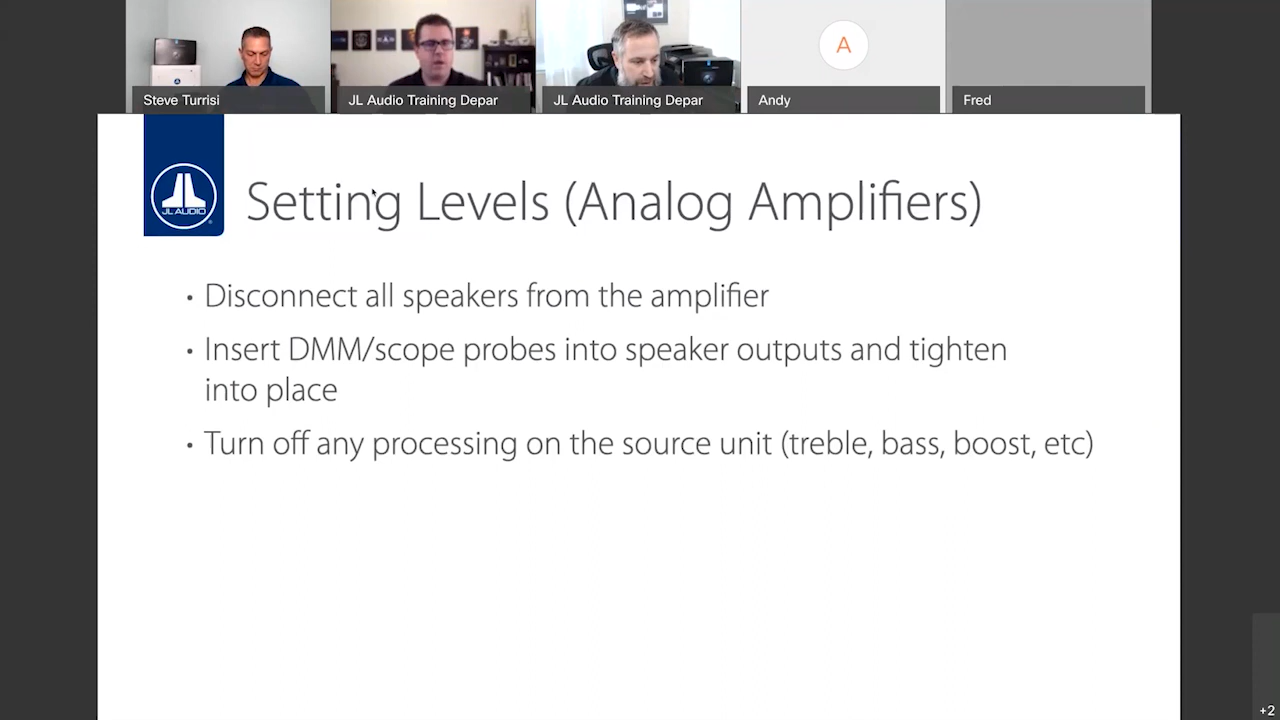 Steve Turrisi
JL Audio Training Depar
JL Audio Training Depar
A
Andy
Fred
JL AUDIO
Setting Levels (Analog Amplifiers)
• Disconnect all speakers from the amplifier
• Insert DMM/scope probes into speaker outputs and tighten
into place
• Turn off any processing on the source unit (treble, bass, boost, etc)
+2